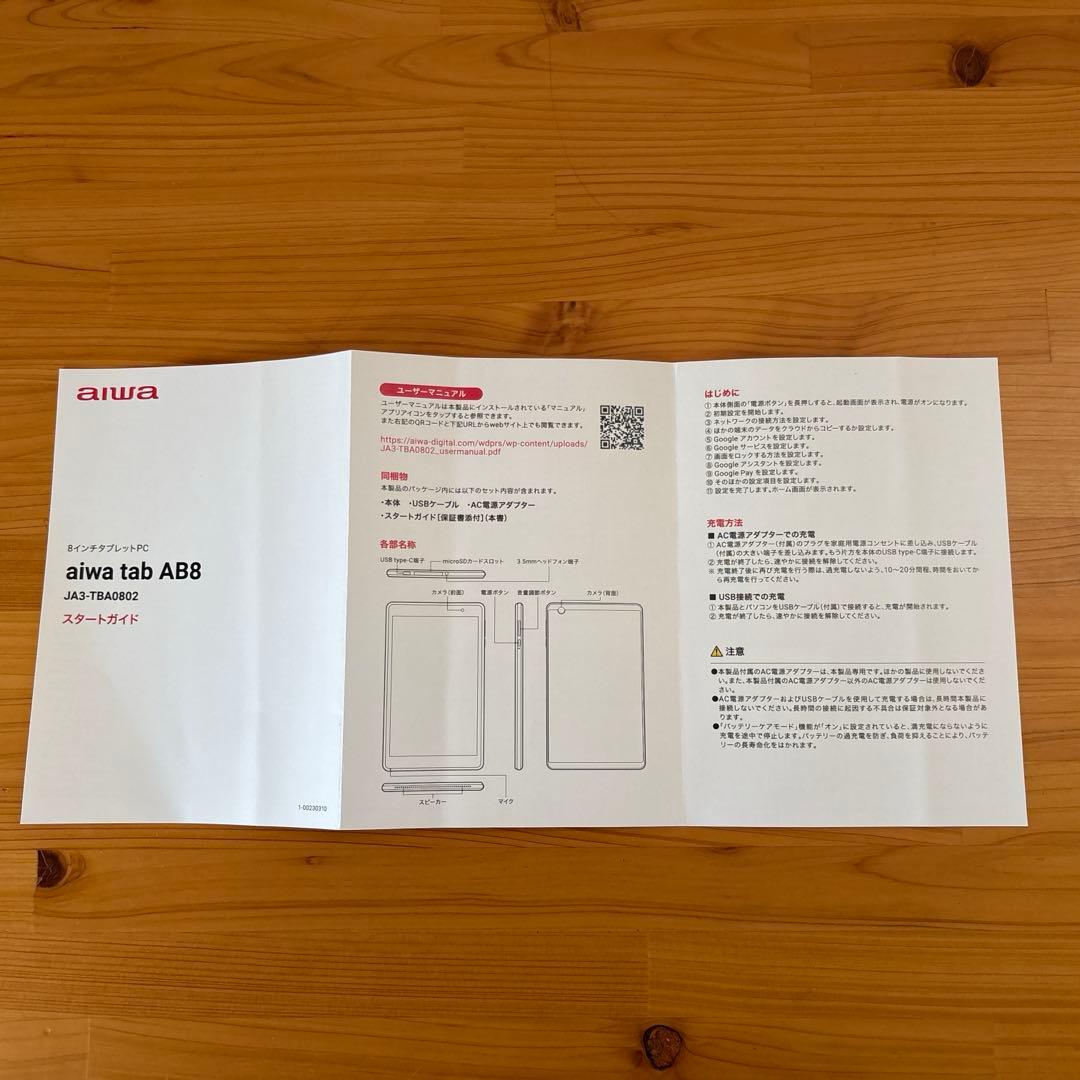 aiwa
8インチタブレットPC
aiwa tab AB8
JA3-TBA0802
スタートガイド
1-00230310
ユーザーマニュアル
ユーザーマニュアルは本製品にインストールされている「マニュアル」
アプリアイコンをタップすると参照できます。
また右記のQRコードと下記URLからwebサイト上でも閲覧できます。
https://aiwa-digital.com/wdprs/wp-content/uploads/
JA3-TBA0802_usermanual.pdf
同梱物
本製品のパッケージ内には以下のセット内容が含まれます。
・本体 ・USBケーブル ・AC電源アダプター
・スタートガイド[保証書添付](本書)
各部名称
USB type-C端子 microSDカードスロット 3.5mmヘッドフォン端子
カメラ(前面) 電源ボタン 音量調節ボタン カメラ(背面)
スピーカー マイク
はじめに
① 本体側面の「電源ボタン」を長押しすると、起動画面が表示され、電源がオンになります。
② 初期設定を開始します。
③ ネットワークの接続方法を設定します。
④ ほかの端末のデータをクラウドからコピーするか設定します。
⑤ Google アカウントを設定します。
⑥ Google サービスを設定します。
⑦ 画面をロックする方法を設定します。
⑧ Google アシスタントを設定します。
⑨ Google Pay を設定します。
⑩ そのほかの設定項目を設定します。
⑪ 設定を完了します。ホーム画面が表示されます。
充電方法
■ AC電源アダプターでの充電
① AC電源アダプター(付属)のプラグを家庭用電源コンセントに差し込み、USBケーブル
(付属)の大きい端子を差し込みます。もう片方を本体のUSB type-C端子に接続します。
② 充電が終了したら、速やかに接続を解除してください。
※ 充電終了後に再び充電を行う際は、過充電しないよう、10〜20分間程、時間をおいてか
ら再充電を行ってください。
■ USB接続での充電
① 本製品とパソコンをUSBケーブル(付属)で接続すると、充電が開始されます。
② 充電が終了したら、速やかに接続を解除してください。
注意
●本製品付属のAC電源アダプターは、本製品専用です。ほかの製品に使用しないでくださ
い。また、本製品付属のAC電源アダプター以外のAC電源アダプターは使用しないでくだ
さい。
●AC電源アダプターおよびUSBケーブルを使用して充電する場合は、長時間本製品に
接続しないでください。長時間の接続に起因する不具合は保証対象外となる場合があ
ります。
●「バッテリーケアモード」機能が「オン」に設定されていると、満充電にならないように
充電を途中で停止します。バッテリーの過充電を防ぎ、負荷を抑えることにより、バッテ
リーの長寿命化をはかれます。